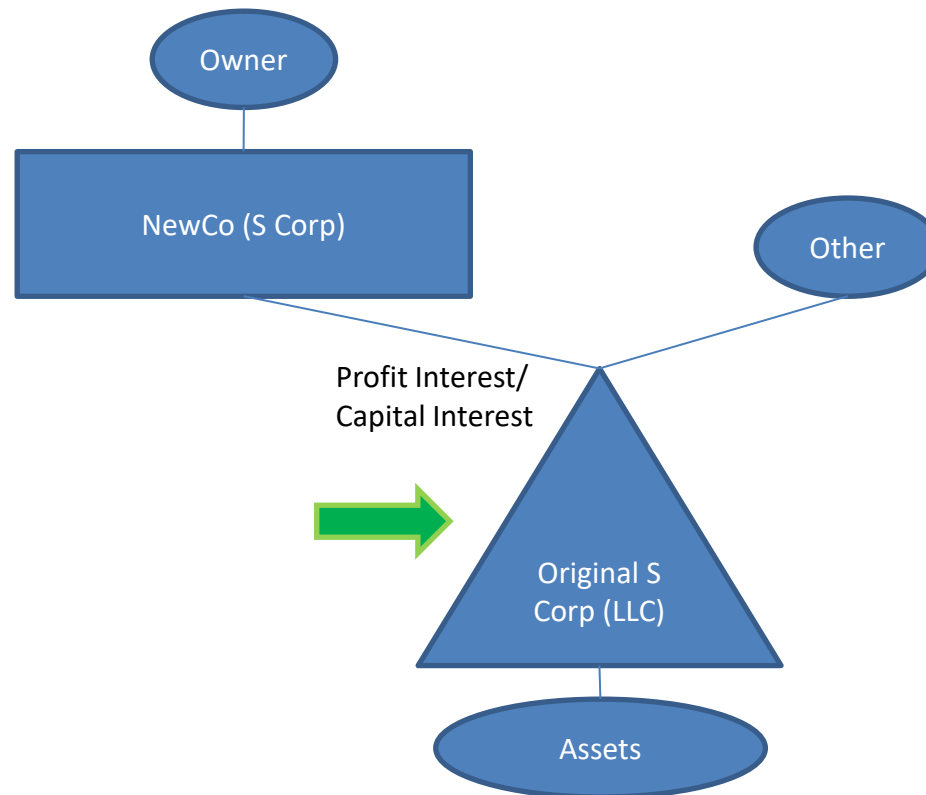 Owner
NewCo (S Corp)
Other
Profit Interest/
Capital Interest
Original S
Corp (LLC)
Assets